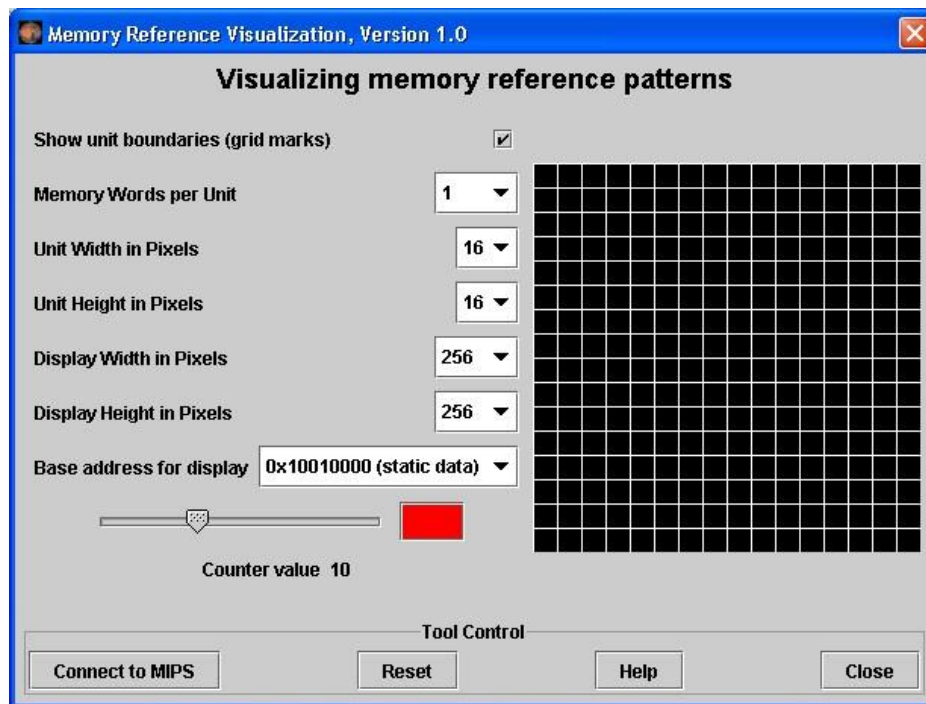 Memory Reference Visualization, Version 1.0
Visualizing memory reference patterns
Show unit boundaries (grid marks)
Memory Words per Unit 1
Unit Width in Pixels 16
Unit Height in Pixels 16
Display Width in Pixels 256
Display Height in Pixels 256
Base address for display 0x10010000 (static data)
Counter value 10
Tool Control
Connect to MIPS Reset Help Close